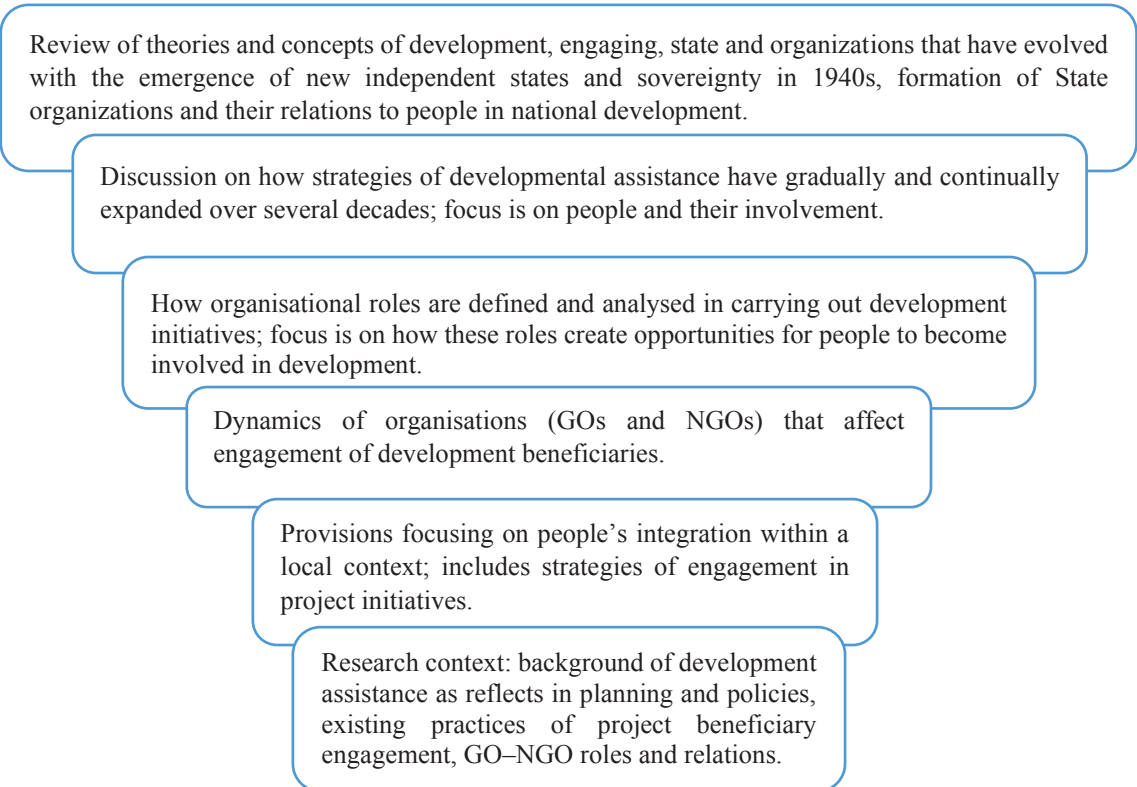 Review of theories and concepts of development, engaging, state and organizations that have evolved
with the emergence of new independent states and sovereignty in 1940s, formation of State
organizations and their relations to people in national development.
Discussion on how strategies of developmental assistance have gradually and continually
expanded over several decades; focus is on people and their involvement.
How organisational roles are defined and analysed in carrying out development
initiatives; focus is on how these roles create opportunities for people to become
involved in development.
Dynamics of organisations (GOs and NGOs) that affect
engagement of development beneficiaries.
Provisions focusing on people’s integration within a
local context; includes strategies of engagement in
project initiatives.
Research context: background of development
assistance as reflects in planning and policies,
existing practices of project beneficiary
engagement, GO–NGO roles and relations.